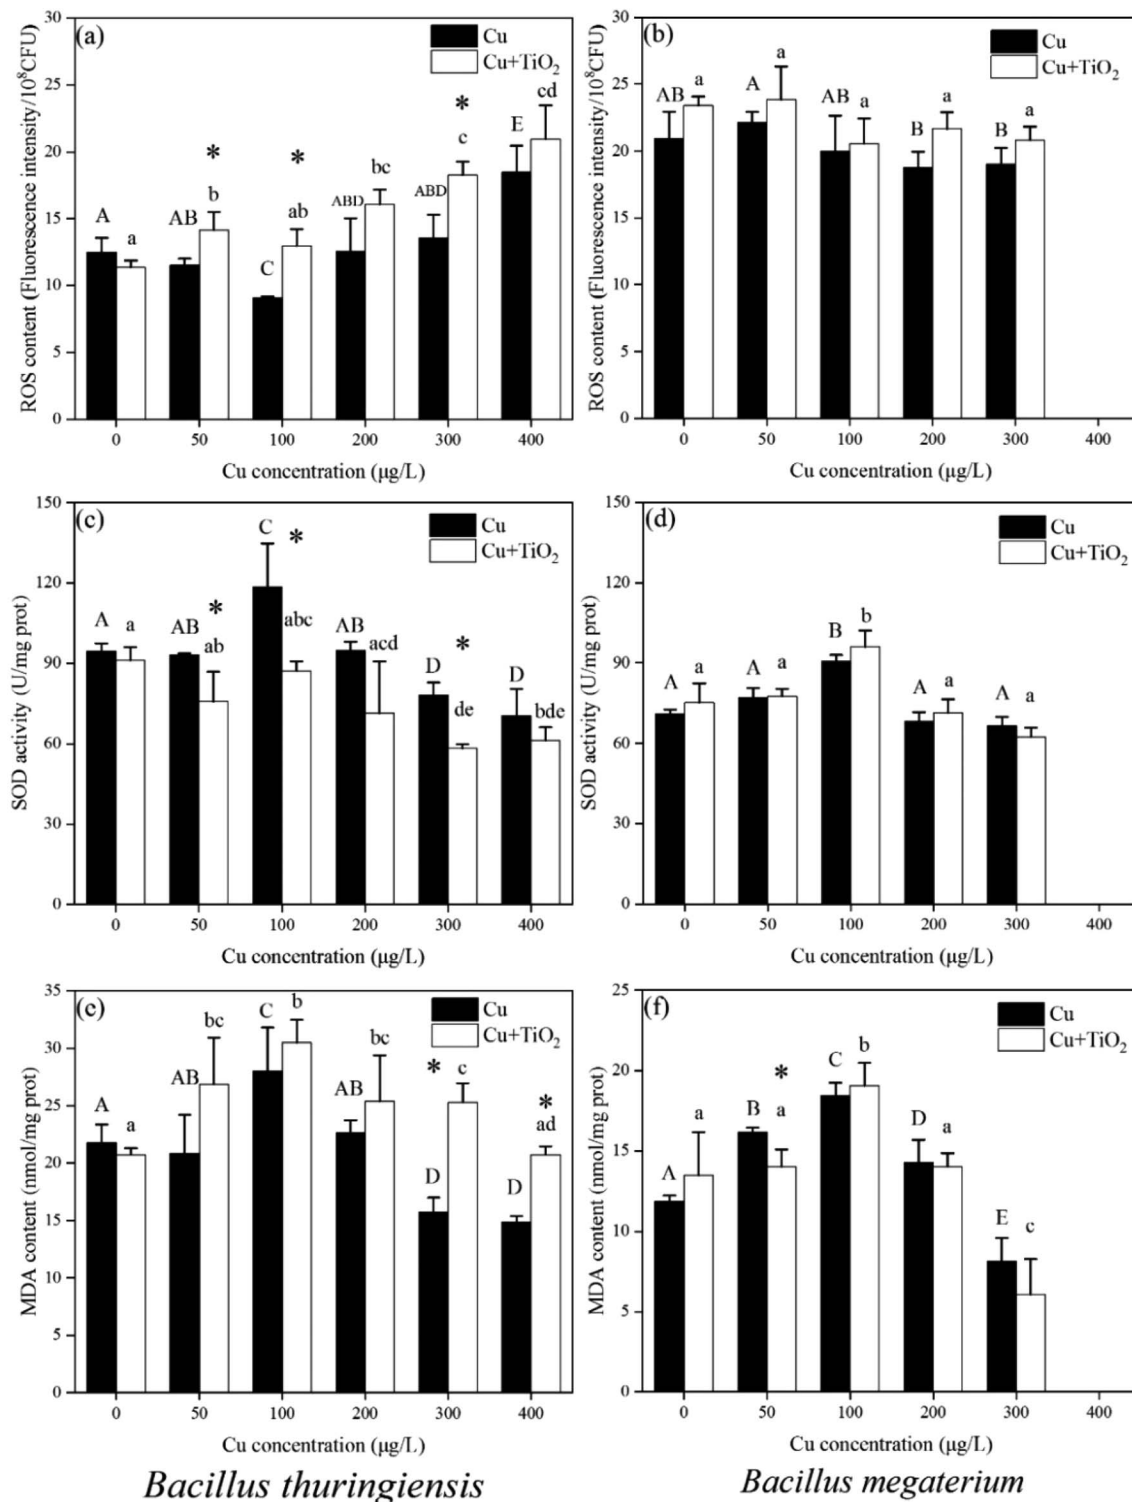 (a)
Cu
Cu+TiO₂
ROS content (Fluorescence intensity/10⁸CFU)
30
25
20
15
10
5
0
A a AB b * C ab * ABD bc ABD c * E cd
0 50 100 200 300 400
Cu concentration (μg/L)
(b)
Cu
Cu+TiO₂
ROS content (Fluorescence intensity/10⁸CFU)
30
25
20
15
10
5
0
AB a A a AB a B a B a
0 50 100 200 300 400
Cu concentration (μg/L)
(c)
Cu
Cu+TiO₂
SOD activity (U/mg prot)
150
120
90
60
30
0
A a AB ab * C abc * AB acd D de * D bde
0 50 100 200 300 400
Cu concentration (μg/L)
(d)
Cu
Cu+TiO₂
SOD activity (U/mg prot)
150
120
90
60
30
0
A a A a B b A a A a
0 50 100 200 300 400
Cu concentration (μg/L)
(e)
Cu
Cu+TiO₂
MDA content (nmol/mg prot)
35
30
25
20
15
10
5
0
A a AB bc C b AB bc D * c D ad *
0 50 100 200 300 400
Cu concentration (μg/L)
(f)
Cu
Cu+TiO₂
MDA content (nmol/mg prot)
25
20
15
10
5
0
A a B a * C b D a E c
0 50 100 200 300 400
Cu concentration (μg/L)
Bacillus thuringiensis
Bacillus megaterium